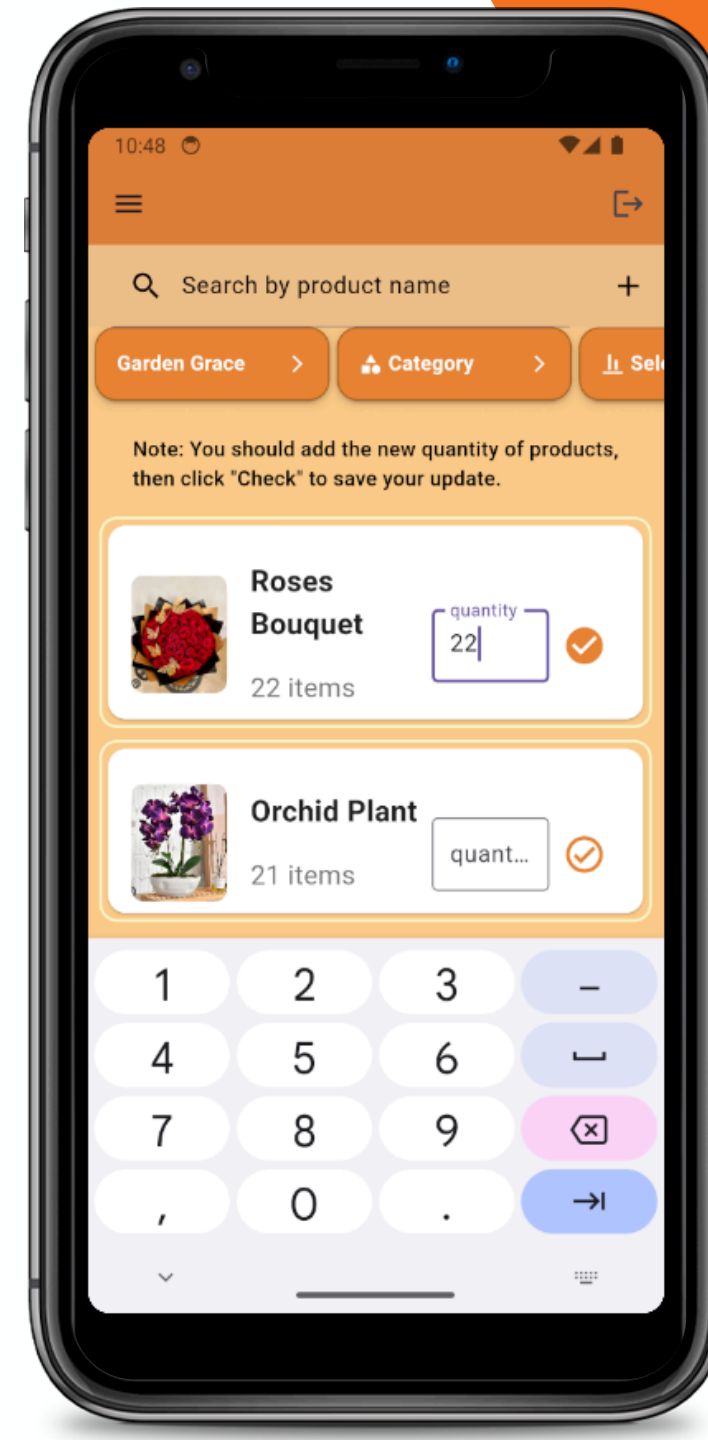 10:48
Search by product name
Garden Grace
Category
Sel
Note: You should add the new quantity of products,
then click "Check" to save your update.
Roses
Bouquet
quantity
22
22 items
Orchid Plant
quant...
21 items
1 2 3 –
4 5 6
7 8 9
, 0 .